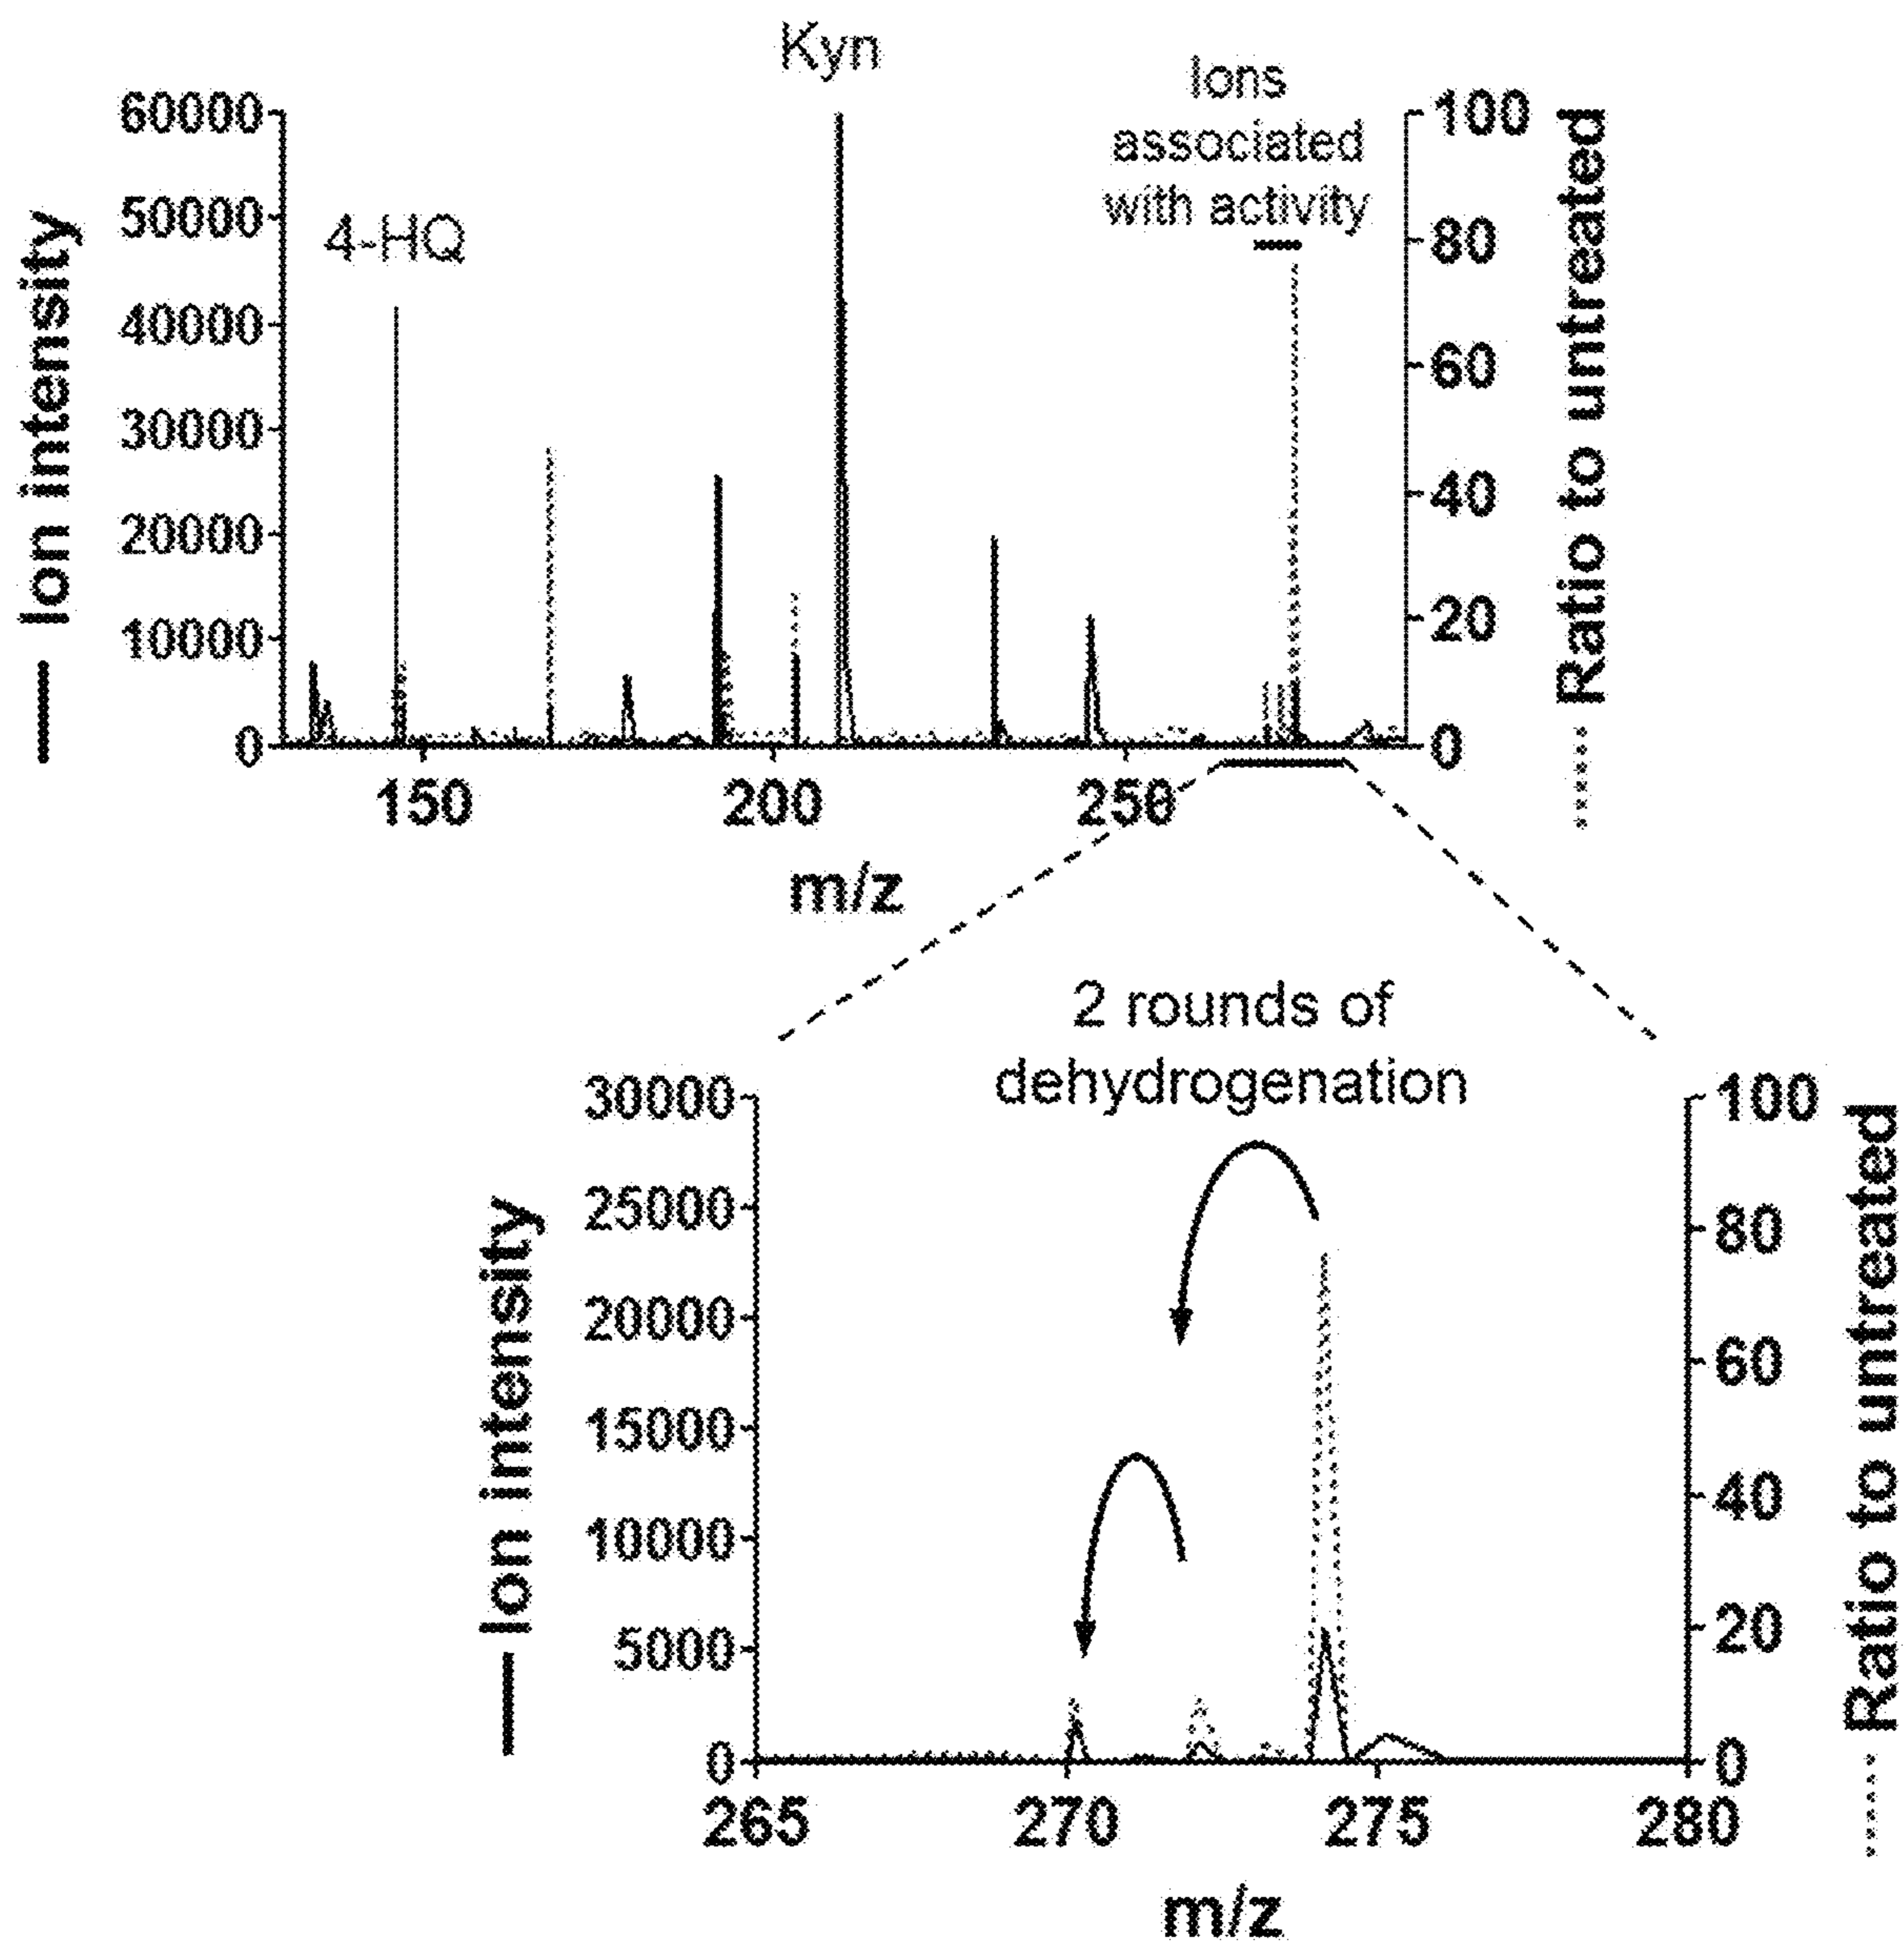 Kyn
Ions
associated
with activity
4-HQ
60000
50000
40000
30000
20000
10000
0
Ion intensity
100
80
60
40
20
0
Ratio to untreated
150
200
250
m/z
2 rounds of
dehydrogenation
30000
25000
20000
15000
10000
5000
0
Ion intensity
100
80
60
40
20
0
Ratio to untreated
265
270
275
280
m/z